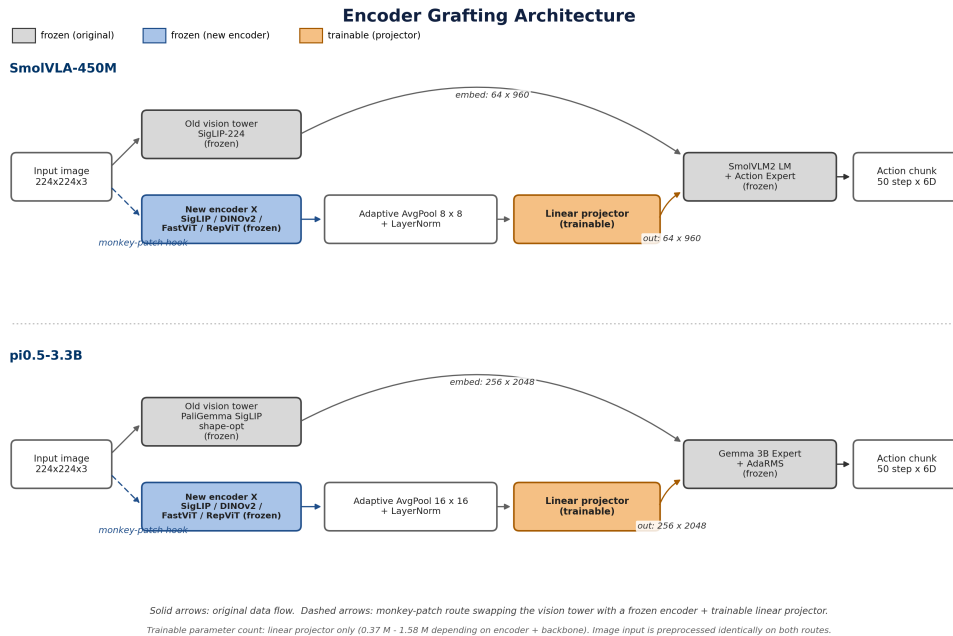 Encoder Grafting Architecture
frozen (original)
frozen (new encoder)
trainable (projector)
SmolVLA-450M
embed: 64 x 960
Old vision tower
SigLIP-224
(frozen)
Input image
224x224x3
SmolVLM2 LM
+ Action Expert
(frozen)
Action chunk
50 step x 6D
New encoder X
SigLIP / DINOv2 /
FastViT / RepViT (frozen)
Adaptive AvgPool 8 x 8
+ LayerNorm
Linear projector
(trainable)
monkey-patch hook
out: 64 x 960
pi0.5-3.3B
embed: 256 x 2048
Old vision tower
PaliGemma SigLIP
shape-opt
(frozen)
Input image
224x224x3
Gemma 3B Expert
+ AdaRMS
(frozen)
Action chunk
50 step x 6D
New encoder X
SigLIP / DINOv2 /
FastViT / RepViT (frozen)
Adaptive AvgPool 16 x 16
+ LayerNorm
Linear projector
(trainable)
monkey-patch hook
out: 256 x 2048
Solid arrows: original data flow.  Dashed arrows: monkey-patch route swapping the vision tower with a frozen encoder + trainable linear projector.
Trainable parameter count: linear projector only (0.37 M - 1.58 M depending on encoder + backbone). Image input is preprocessed identically on both routes.